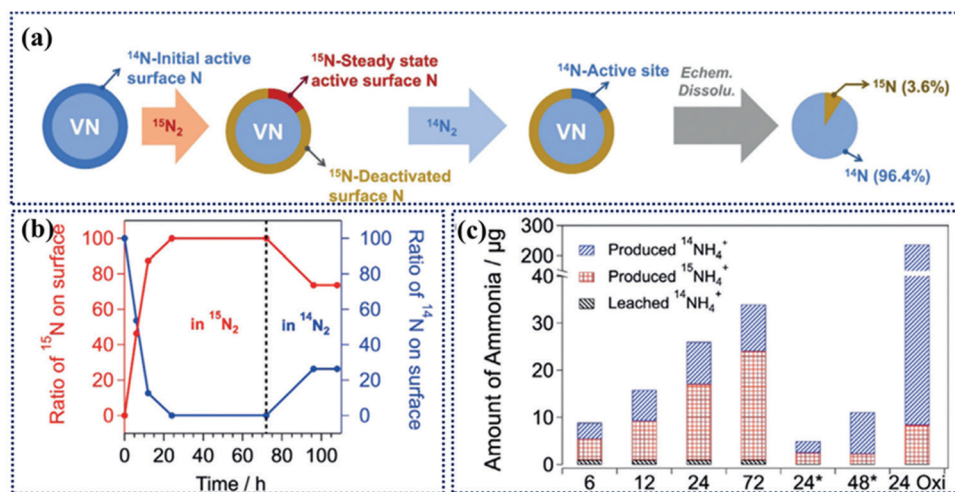 (a)
14N-Initial active
surface N
VN
15N2
15N-Steady state
active surface N
VN
15N-Deactivated
surface N
14N2
14N-Active site
VN
Echem.
Dissolu.
15N (3.6%)
14N (96.4%)
(b)
Ratio of 15N on surface
100
80
60
40
20
0
in 15N2
in 14N2
100
80
60
40
20
0
Ratio of 14N on surface
0 20 40 60 80 100
Time / h
(c)
Amount of Ammonia / µg
300
200
40
30
20
10
0
Produced 14NH4+
Produced 15NH4+
Leached 14NH4+
6 12 24 72 24* 48* 24 Oxi